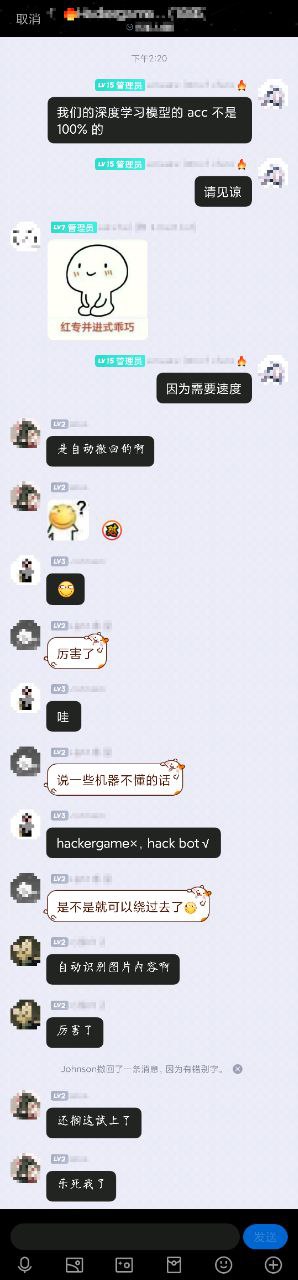 取消
下午2:20
LV15 管理员
我们的深度学习模型的 acc 不是
100% 的
LV15 管理员
请见谅
LV7 管理员
红专并进式乖巧
LV15 管理员
因为需要速度
LV2
是自动撤回的啊
LV2
?
LV3
LV2
厉害了
LV3
哇
LV2
说一些机器不懂的话
LV3
hackergame×, hack bot√
LV2
是不是就可以绕过去了
LV2
自动识别图片内容啊
LV2
厉害了
Johnson撤回了一条消息, 因为有错别字。
LV2
还搁这试上了
LV2
乐死我了
发送